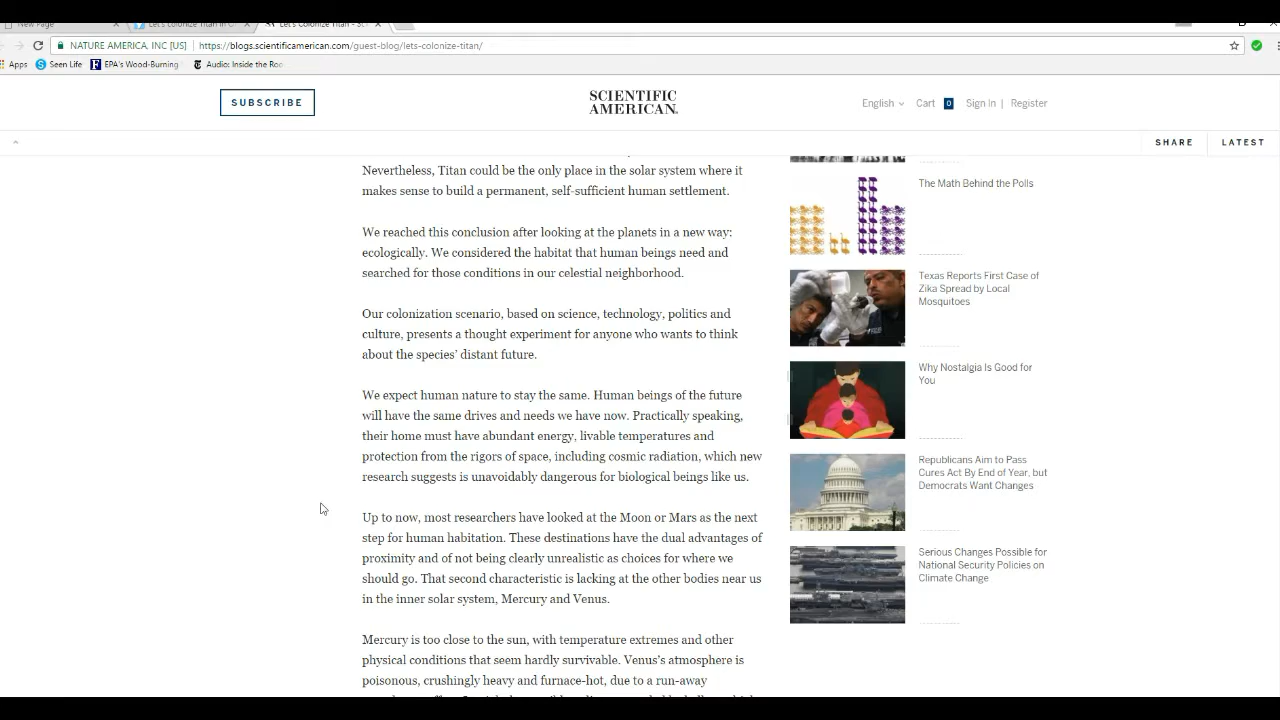 New Page
Let's Colonize Titan
NATURE AMERICA, INC [US]
https://blogs.scientificamerican.com/guest-blog/lets-colonize-titan/
Apps
Seen Life
EPA's Wood-Burning
Audio: Inside the
SUBSCRIBE
SCIENTIFIC
AMERICAN
English
Cart 0
Sign In | Register
SHARE
LATEST
Nevertheless, Titan could be the only place in the solar system where it
makes sense to build a permanent, self-sufficient human settlement.
We reached this conclusion after looking at the planets in a new way:
ecologically. We considered the habitat that human beings need and
searched for those conditions in our celestial neighborhood.
Our colonization scenario, based on science, technology, politics and
culture, presents a thought experiment for anyone who wants to think
about the species’ distant future.
We expect human nature to stay the same. Human beings of the future
will have the same drives and needs we have now. Practically speaking,
their home must have abundant energy, livable temperatures and
protection from the rigors of space, including cosmic radiation, which new
research suggests is unavoidably dangerous for biological beings like us.
Up to now, most researchers have looked at the Moon or Mars as the next
step for human habitation. These destinations have the dual advantages of
proximity and of not being clearly unrealistic as choices for where we
should go. That second characteristic is lacking at the other bodies near us
in the inner solar system, Mercury and Venus.
Mercury is too close to the sun, with temperature extremes and other
physical conditions that seem hardly survivable. Venus’s atmosphere is
poisonous, crushingly heavy and furnace-hot, due to a run-away
The Math Behind the Polls
Texas Reports First Case of
Zika Spread by Local
Mosquitoes
Why Nostalgia Is Good for
You
Republicans Aim to Pass
Cures Act By End of Year, but
Democrats Want Changes
Serious Changes Possible for
National Security Policies on
Climate Change